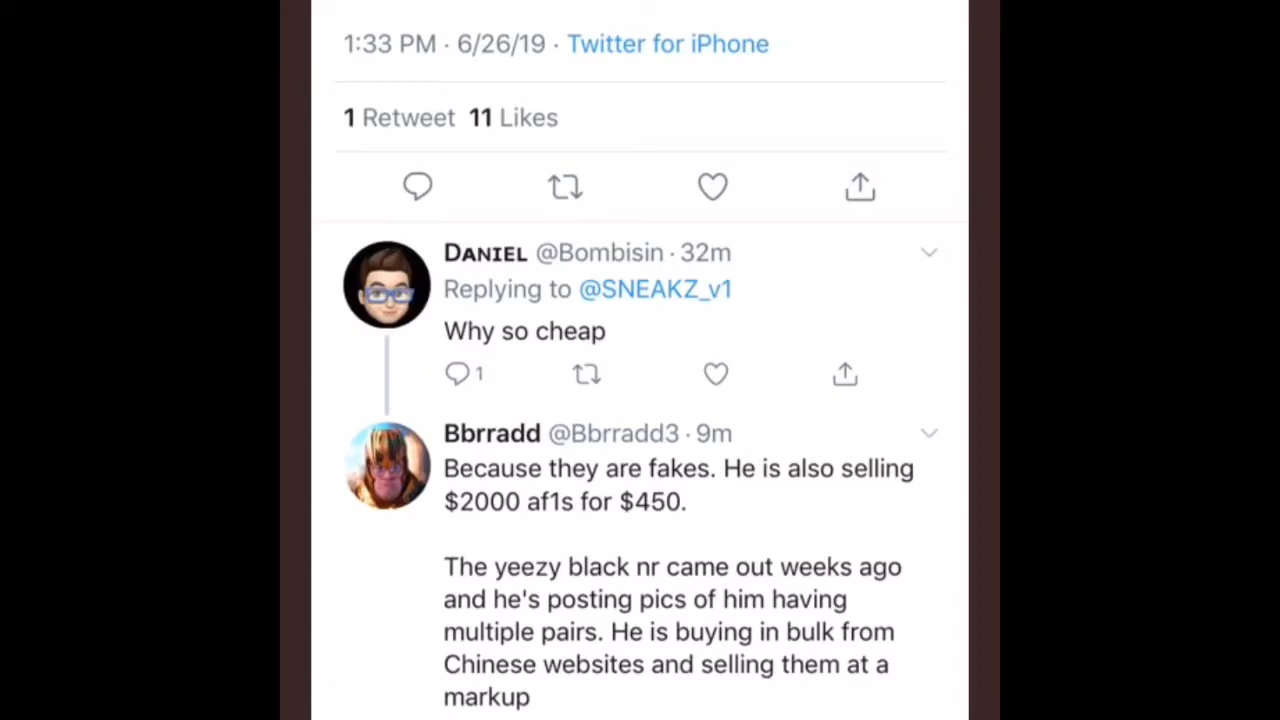 1:33 PM · 6/26/19 · Twitter for iPhone
1 Retweet 11 Likes
Daniel @Bombisin · 32m
Replying to @SNEAKZ_v1
Why so cheap
1
Bbrradd @Bbrradd3 · 9m
Because they are fakes. He is also selling
$2000 af1s for $450.
The yeezy black nr came out weeks ago
and he's posting pics of him having
multiple pairs. He is buying in bulk from
Chinese websites and selling them at a
markup